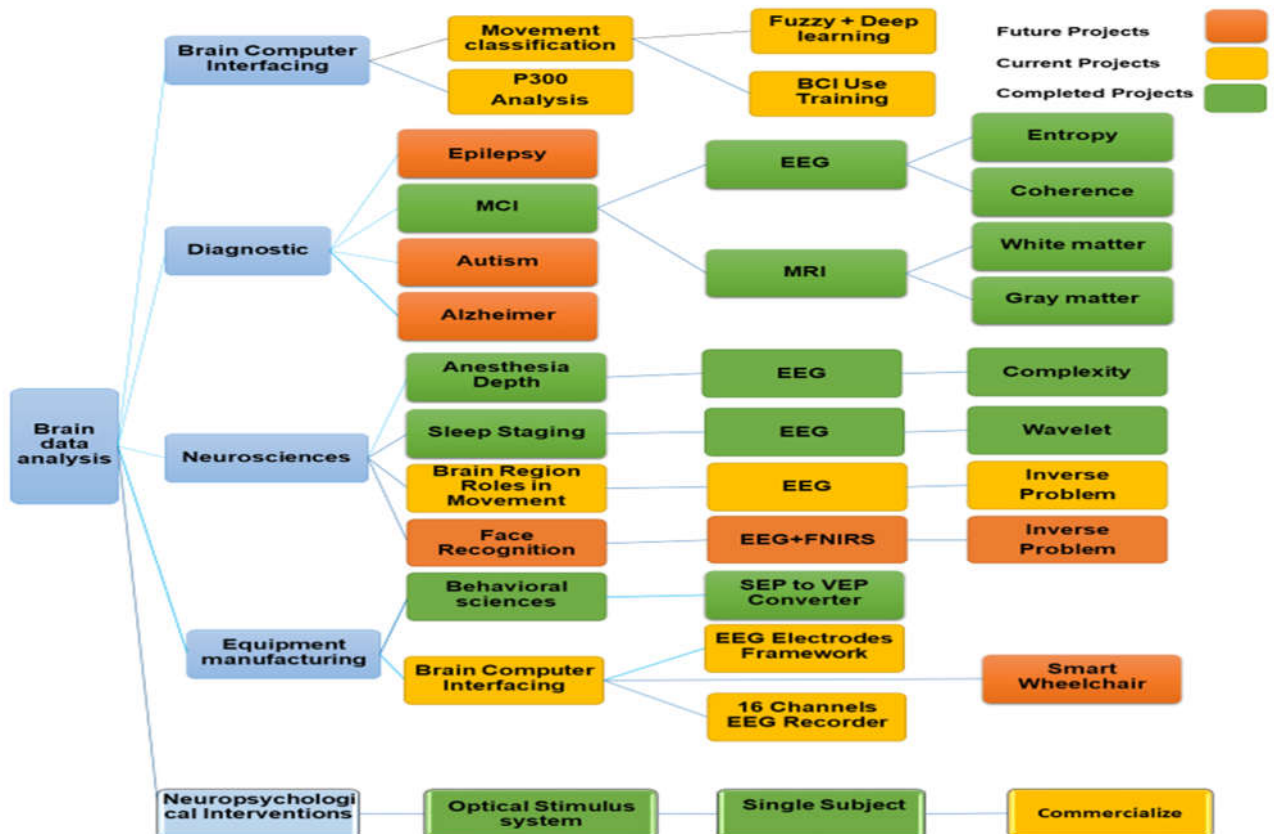 Brain Computer
Interfacing
Movement
classification
P300
Analysis
Fuzzy + Deep
learning
BCI Use
Training
Future Projects
Current Projects
Completed Projects
Diagnostic
Epilepsy
MCI
Autism
Alzheimer
EEG
MRI
Entropy
Coherence
White matter
Gray matter
Brain
data
analysis
Neurosciences
Anesthesia
Depth
EEG
Complexity
Sleep Staging
EEG
Wavelet
Brain Region
Roles in
Movement
EEG
Inverse
Problem
Face
Recognition
EEG+FNIRS
Inverse
Problem
Equipment
manufacturing
Behavioral
sciences
SEP to VEP
Converter
Brain Computer
Interfacing
EEG Electrodes
Framework
16 Channels
EEG Recorder
Smart
Wheelchair
Neuropsychologi
cal Interventions
Optical Stimulus
system
Single Subject
Commercialize